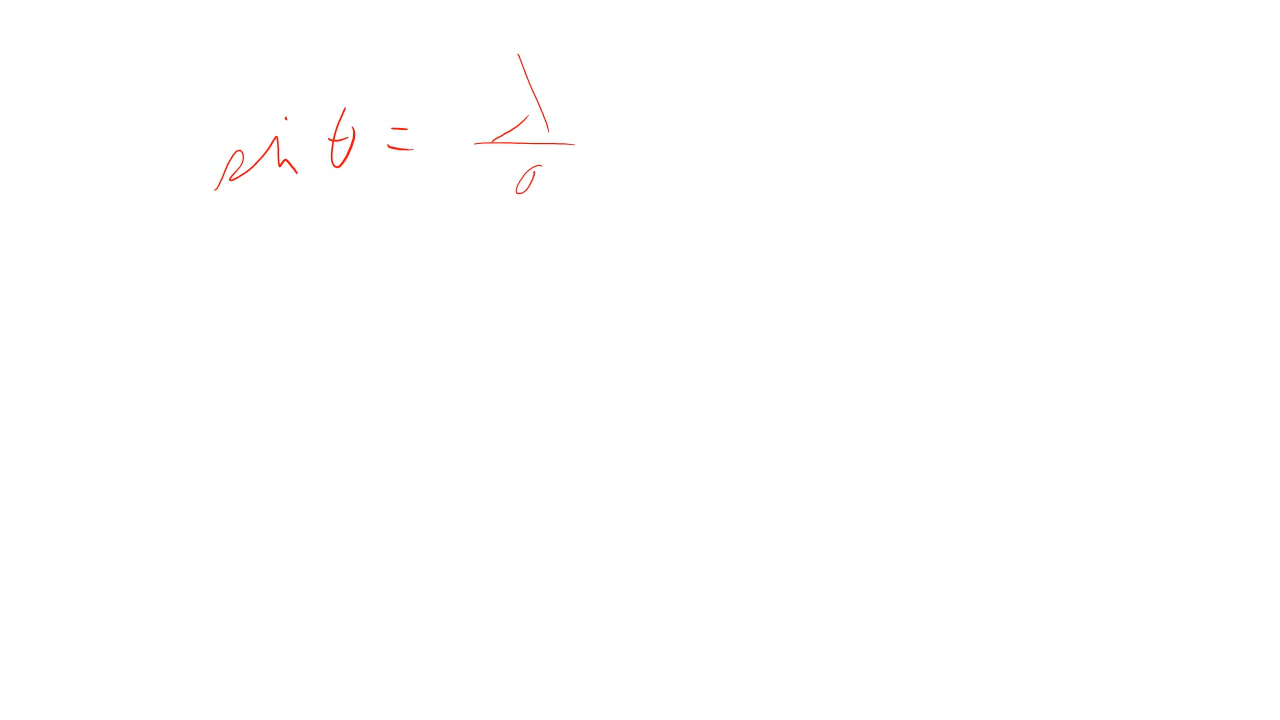 sin θ = λ/a